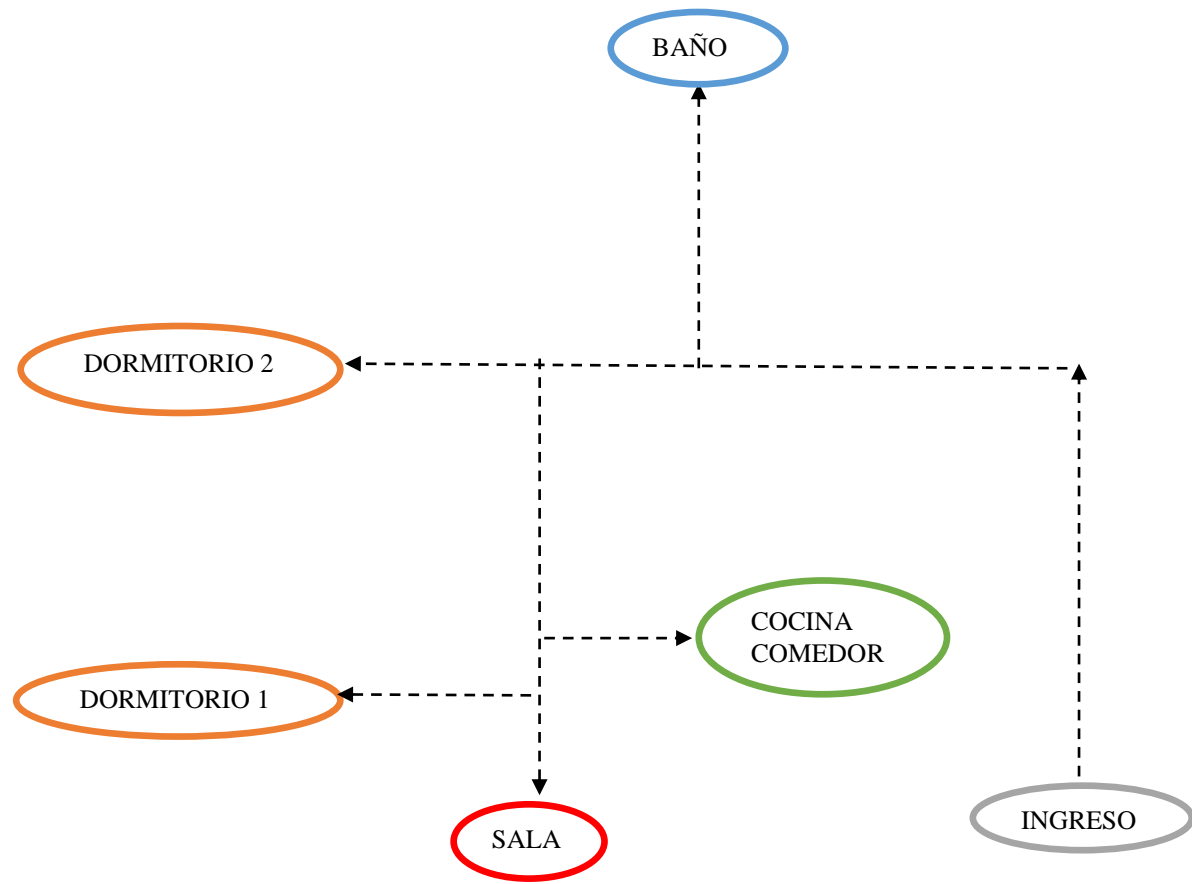 BAÑO
DORMITORIO 2
COCINA
COMEDOR
DORMITORIO 1
INGRESO
SALA